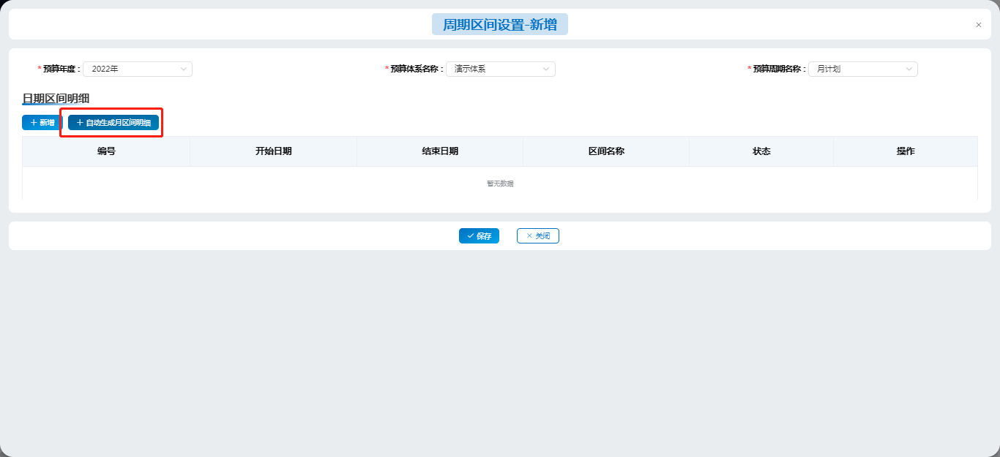 周期区间设置-新增
*预算年度： 2022年 *预算体系名称： 演示体系 *预算周期名称： 月计划
日期区间明细
新增 自动生成月区间明细
编号 开始日期 结束日期 区间名称 状态 操作
暂无数据
保存 关闭